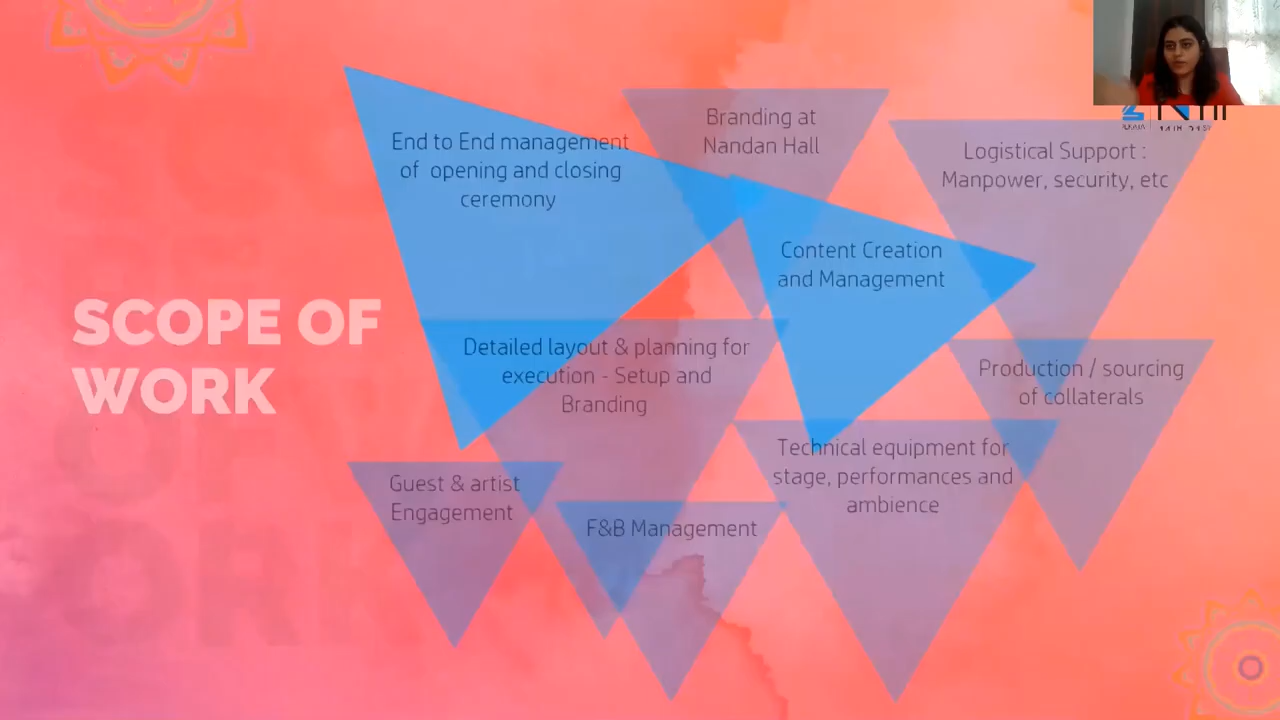 SCOPE OF
WORK
End to End management
of opening and closing
ceremony
Branding at
Nandan Hall
Logistical Support :
Manpower, security, etc
Content Creation
and Management
Detailed layout & planning for
execution - Setup and
Branding
Production / sourcing
of collaterals
Technical equipment for
stage, performances and
ambience
Guest & artist
Engagement
F&B Management